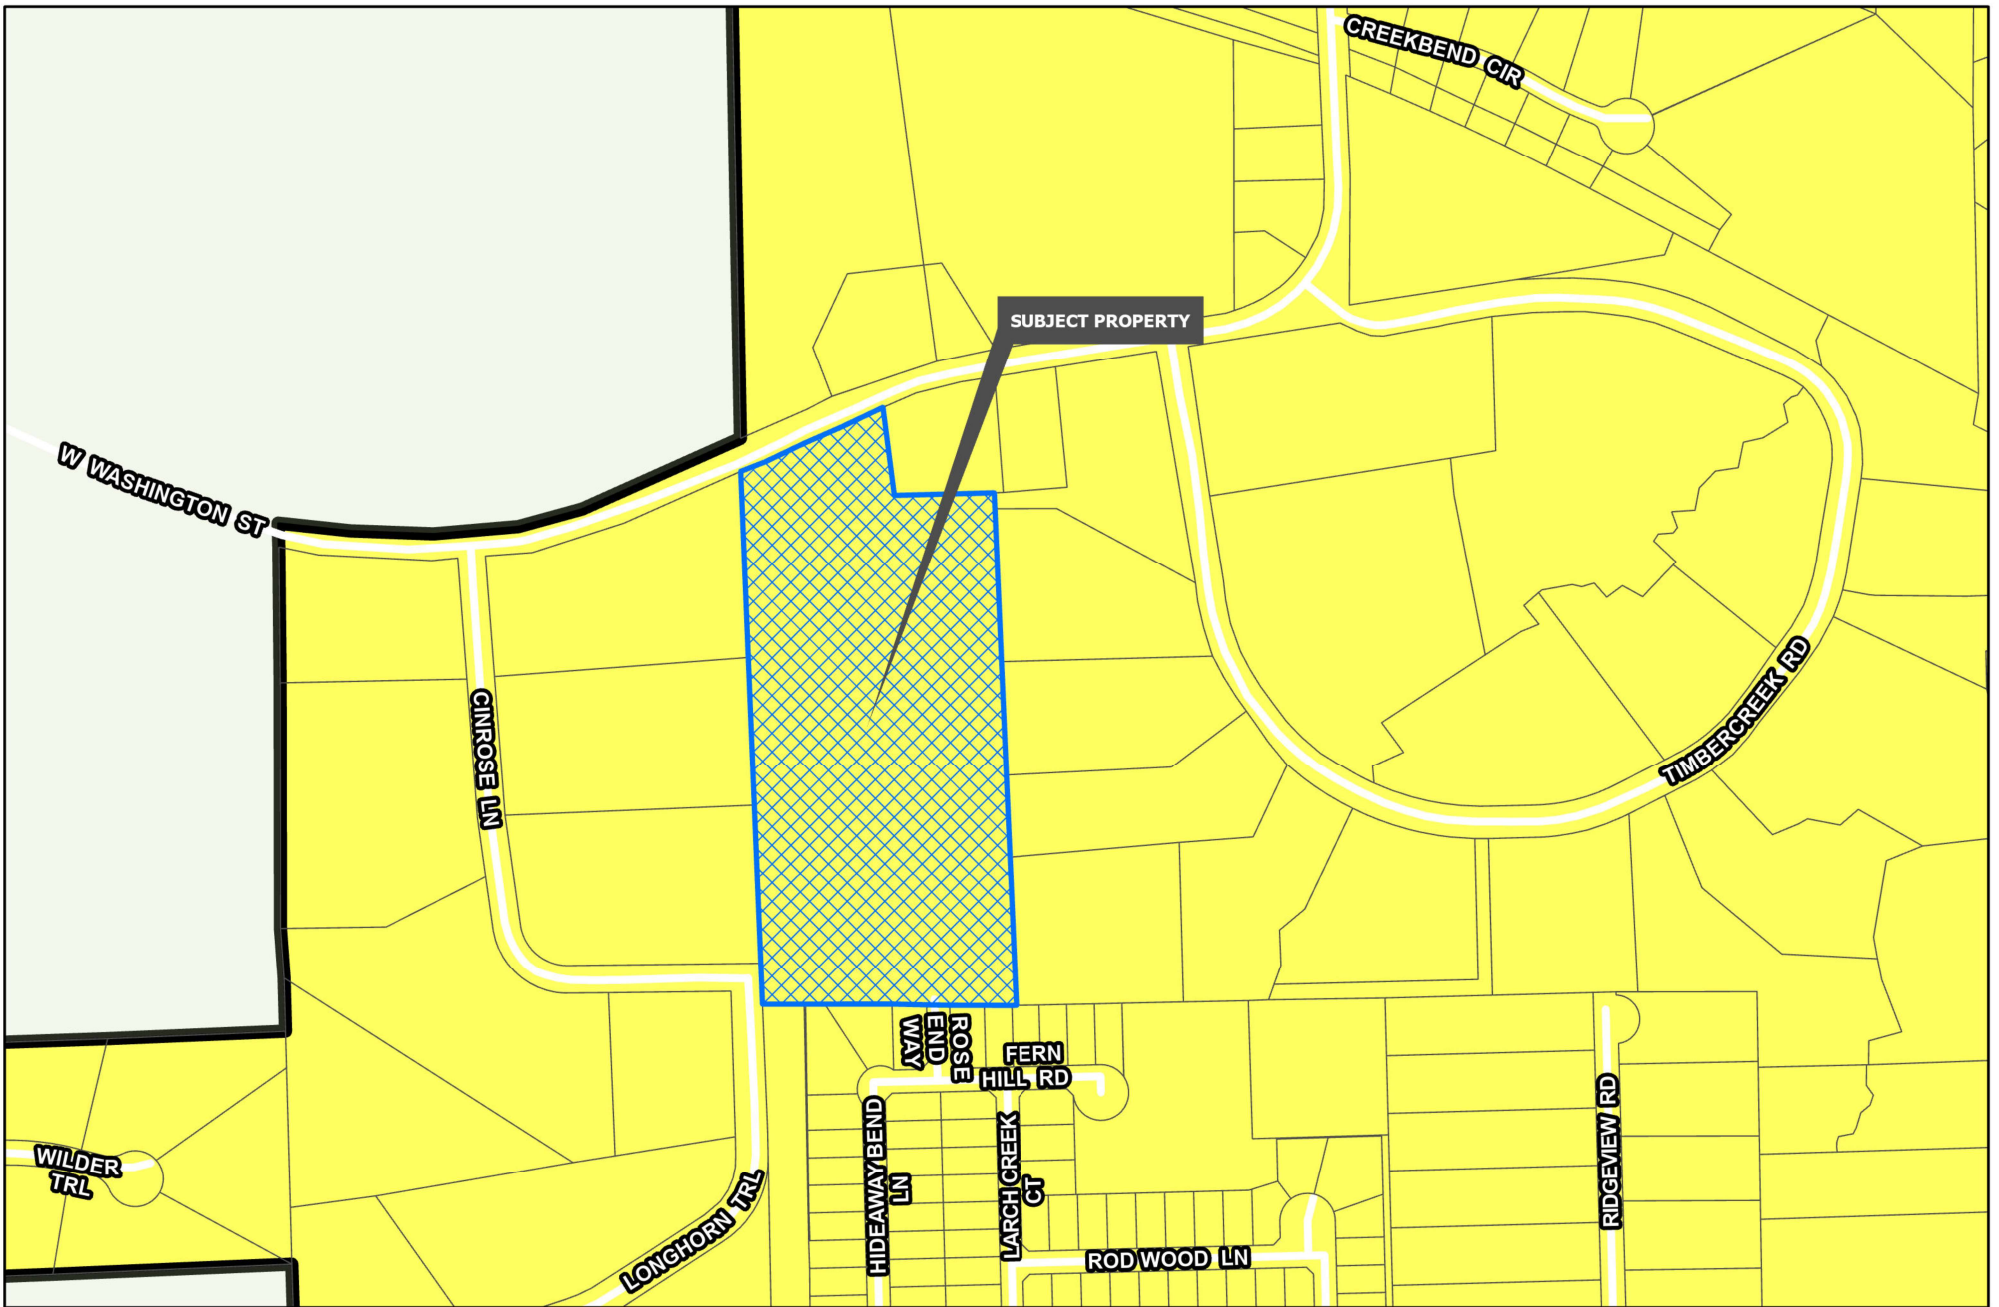 CREEKBEND CIR
SUBJECT PROPERTY
W WASHINGTON ST
CINROSE LN
TIMBERCREEK RD
ROSE
END
WAY
FERN
HILL RD
HIDEAWAY BEND
LN
LARCH CREEK
CT
RIDGEVIEW RD
WILDER
TRL
LONGHORN TRL
ROD WOOD LN